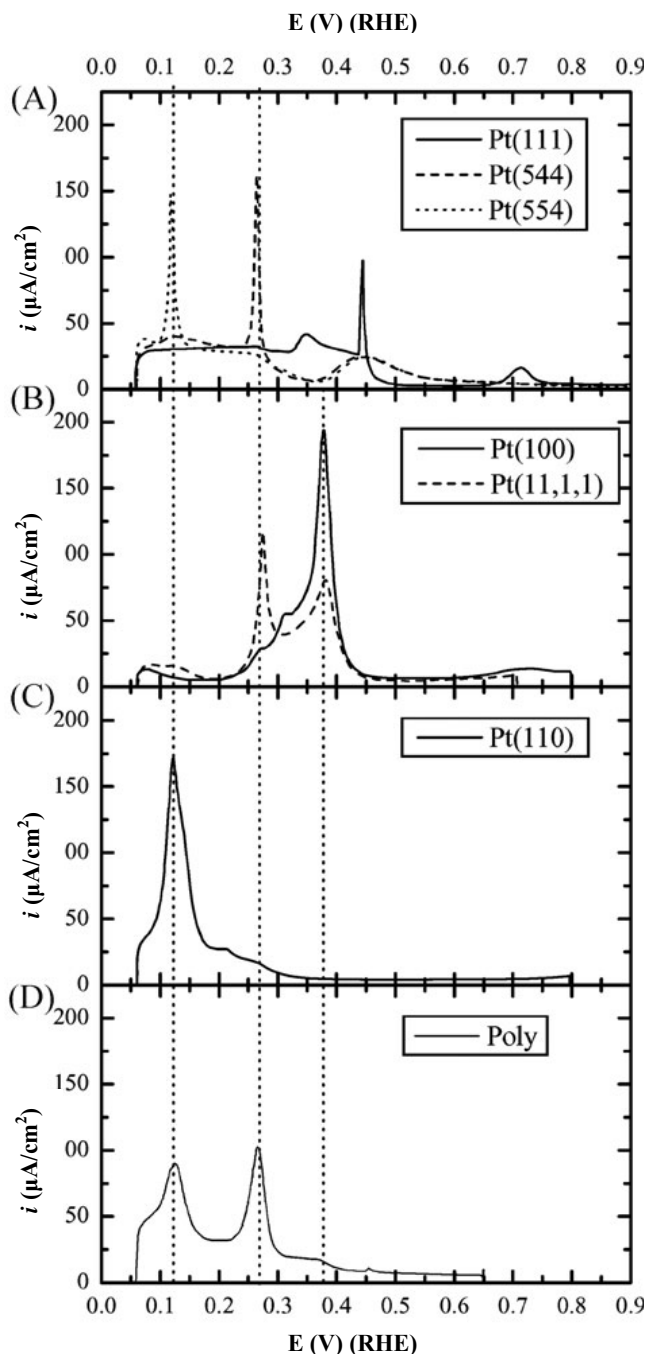 E (V) (RHE)
0.0 0.1 0.2 0.3 0.4 0.5 0.6 0.7 0.8 0.9
(A)
200
150
00
50
0
i (µA/cm²)
Pt(111)
Pt(544)
Pt(554)
(B)
200
150
00
50
0
i (µA/cm²)
Pt(100)
Pt(11,1,1)
(C)
200
150
00
50
0
i (µA/cm²)
Pt(110)
(D)
200
150
00
50
0
i (µA/cm²)
Poly
0.0 0.1 0.2 0.3 0.4 0.5 0.6 0.7 0.8 0.9
E (V) (RHE)